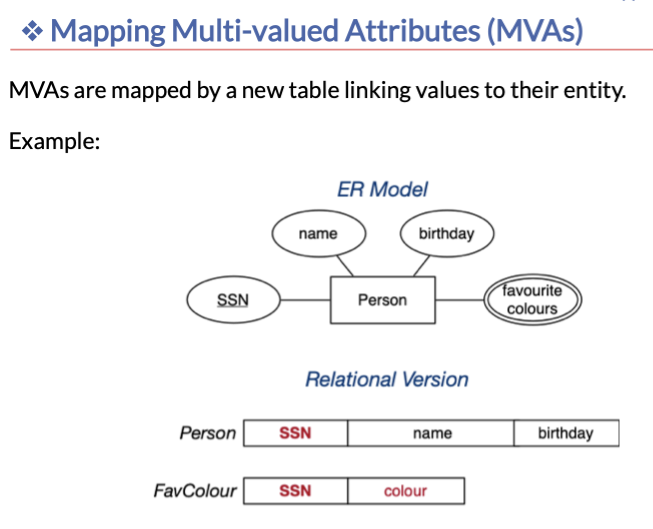 ❖ Mapping Multi-valued Attributes (MVAs)
MVAs are mapped by a new table linking values to their entity.
Example:
ER Model
name
birthday
SSN
Person
favourite
colours
Relational Version
Person SSN name birthday
FavColour SSN colour